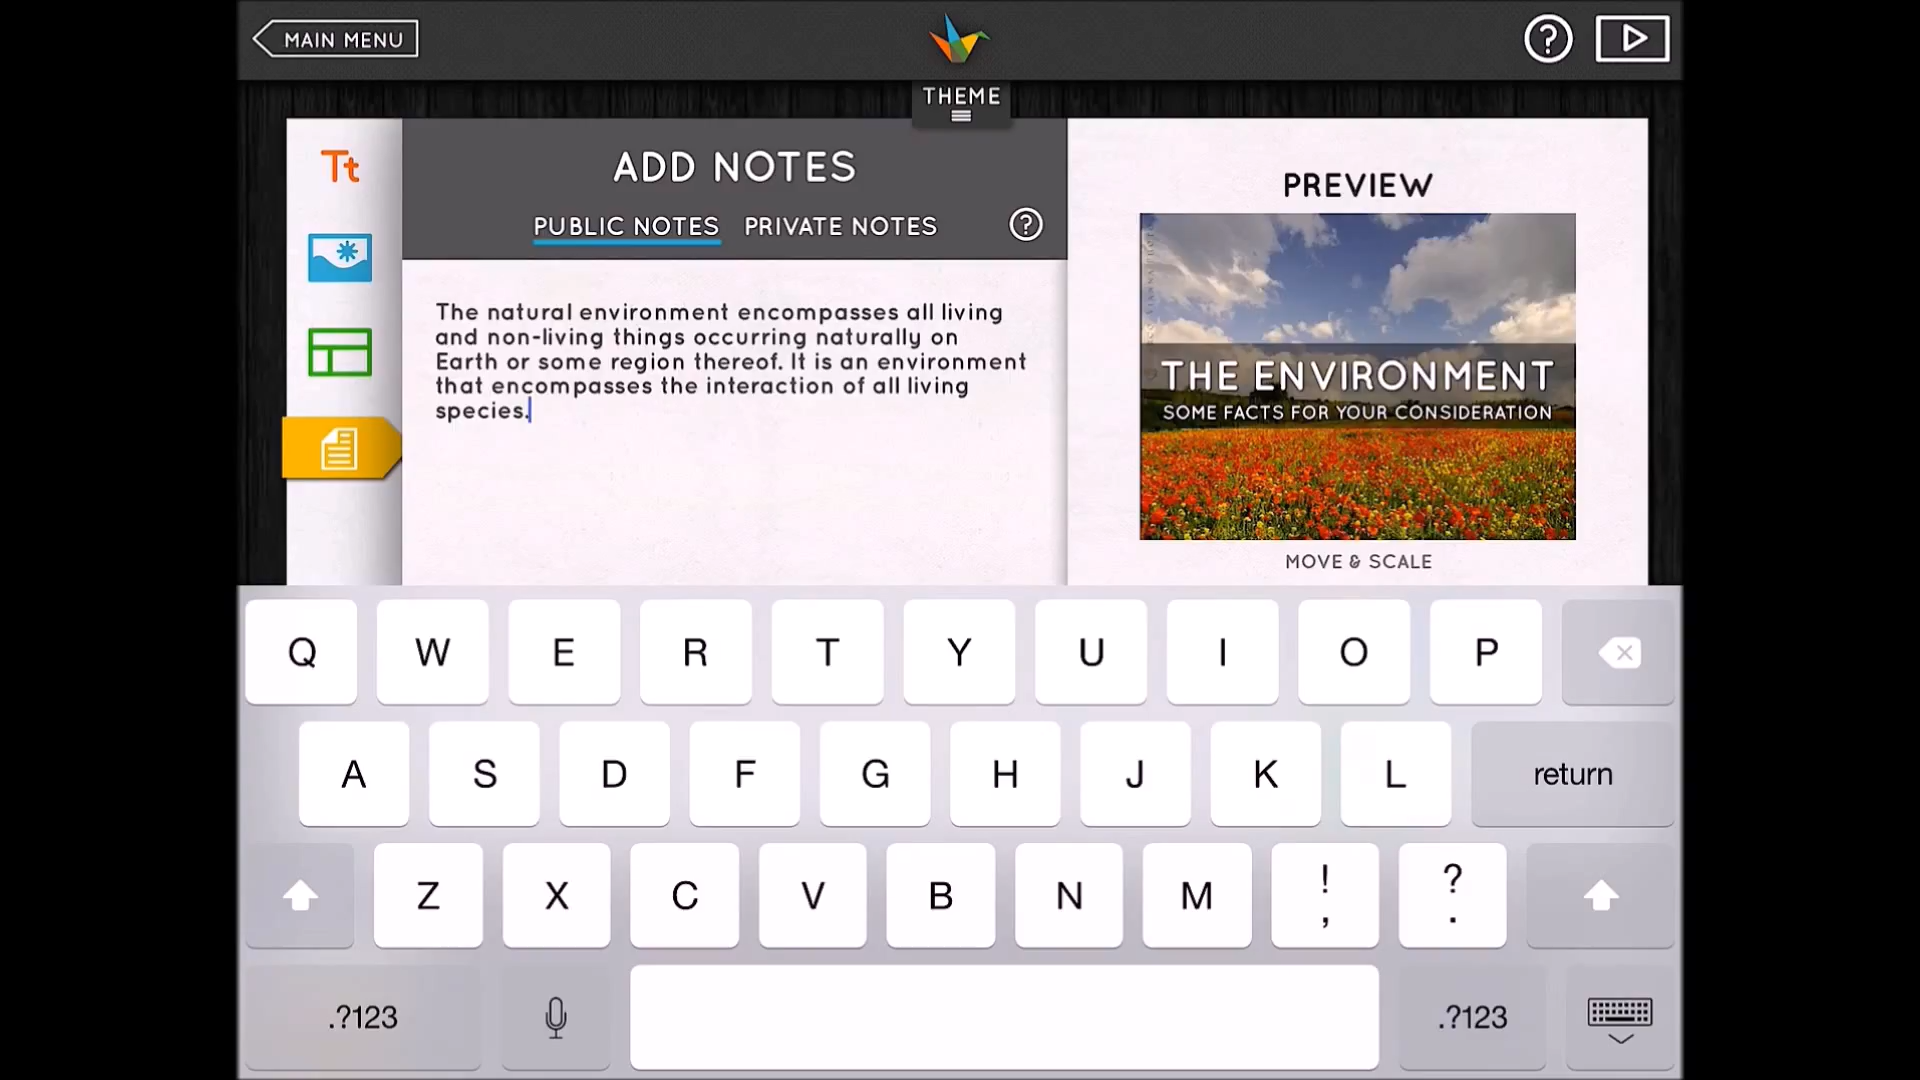 MAIN MENU
?
THEME
Tt
ADD NOTES
PUBLIC NOTES PRIVATE NOTES ?
The natural environment encompasses all living
and non-living things occurring naturally on
Earth or some region thereof. It is an environment
that encompasses the interaction of all living
species.
PREVIEW
THE ENVIRONMENT
SOME FACTS FOR YOUR CONSIDERATION
MOVE & SCALE
Q W E R T Y U I O P
A S D F G H J K L return
Z X C V B N M ! , ? .
.?123 .?123